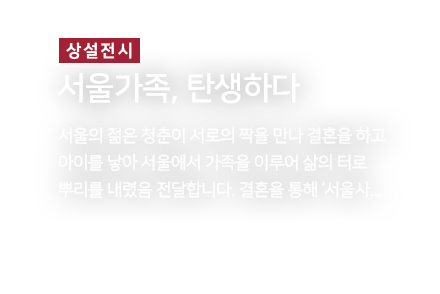 상설전시
서울가족, 탄생하다
서울의 젊은 청춘이 서로의 짝을 만나 결혼을 하고
아이를 낳아 서울에서 가족을 이루어 삶의 터로
뿌리를 내렸음 전달합니다. 결혼을 통해 ‘서울사...